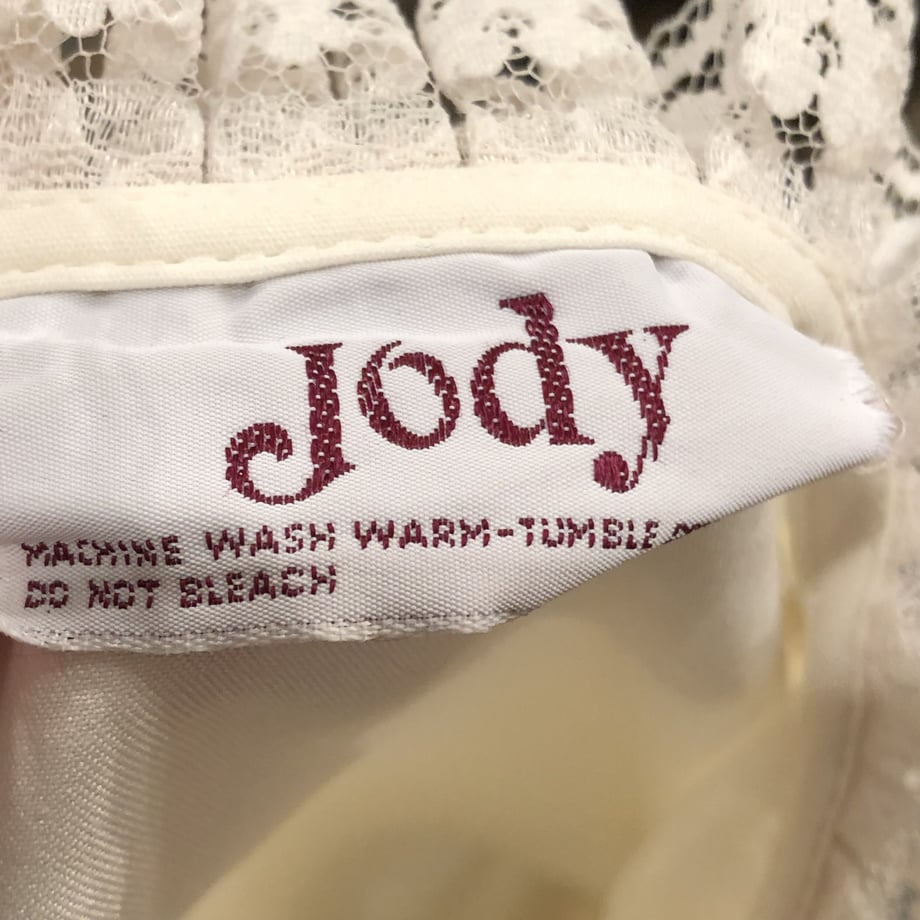 Jody
MACHINE WASH WARM-TUMBLE
DO NOT BLEACH